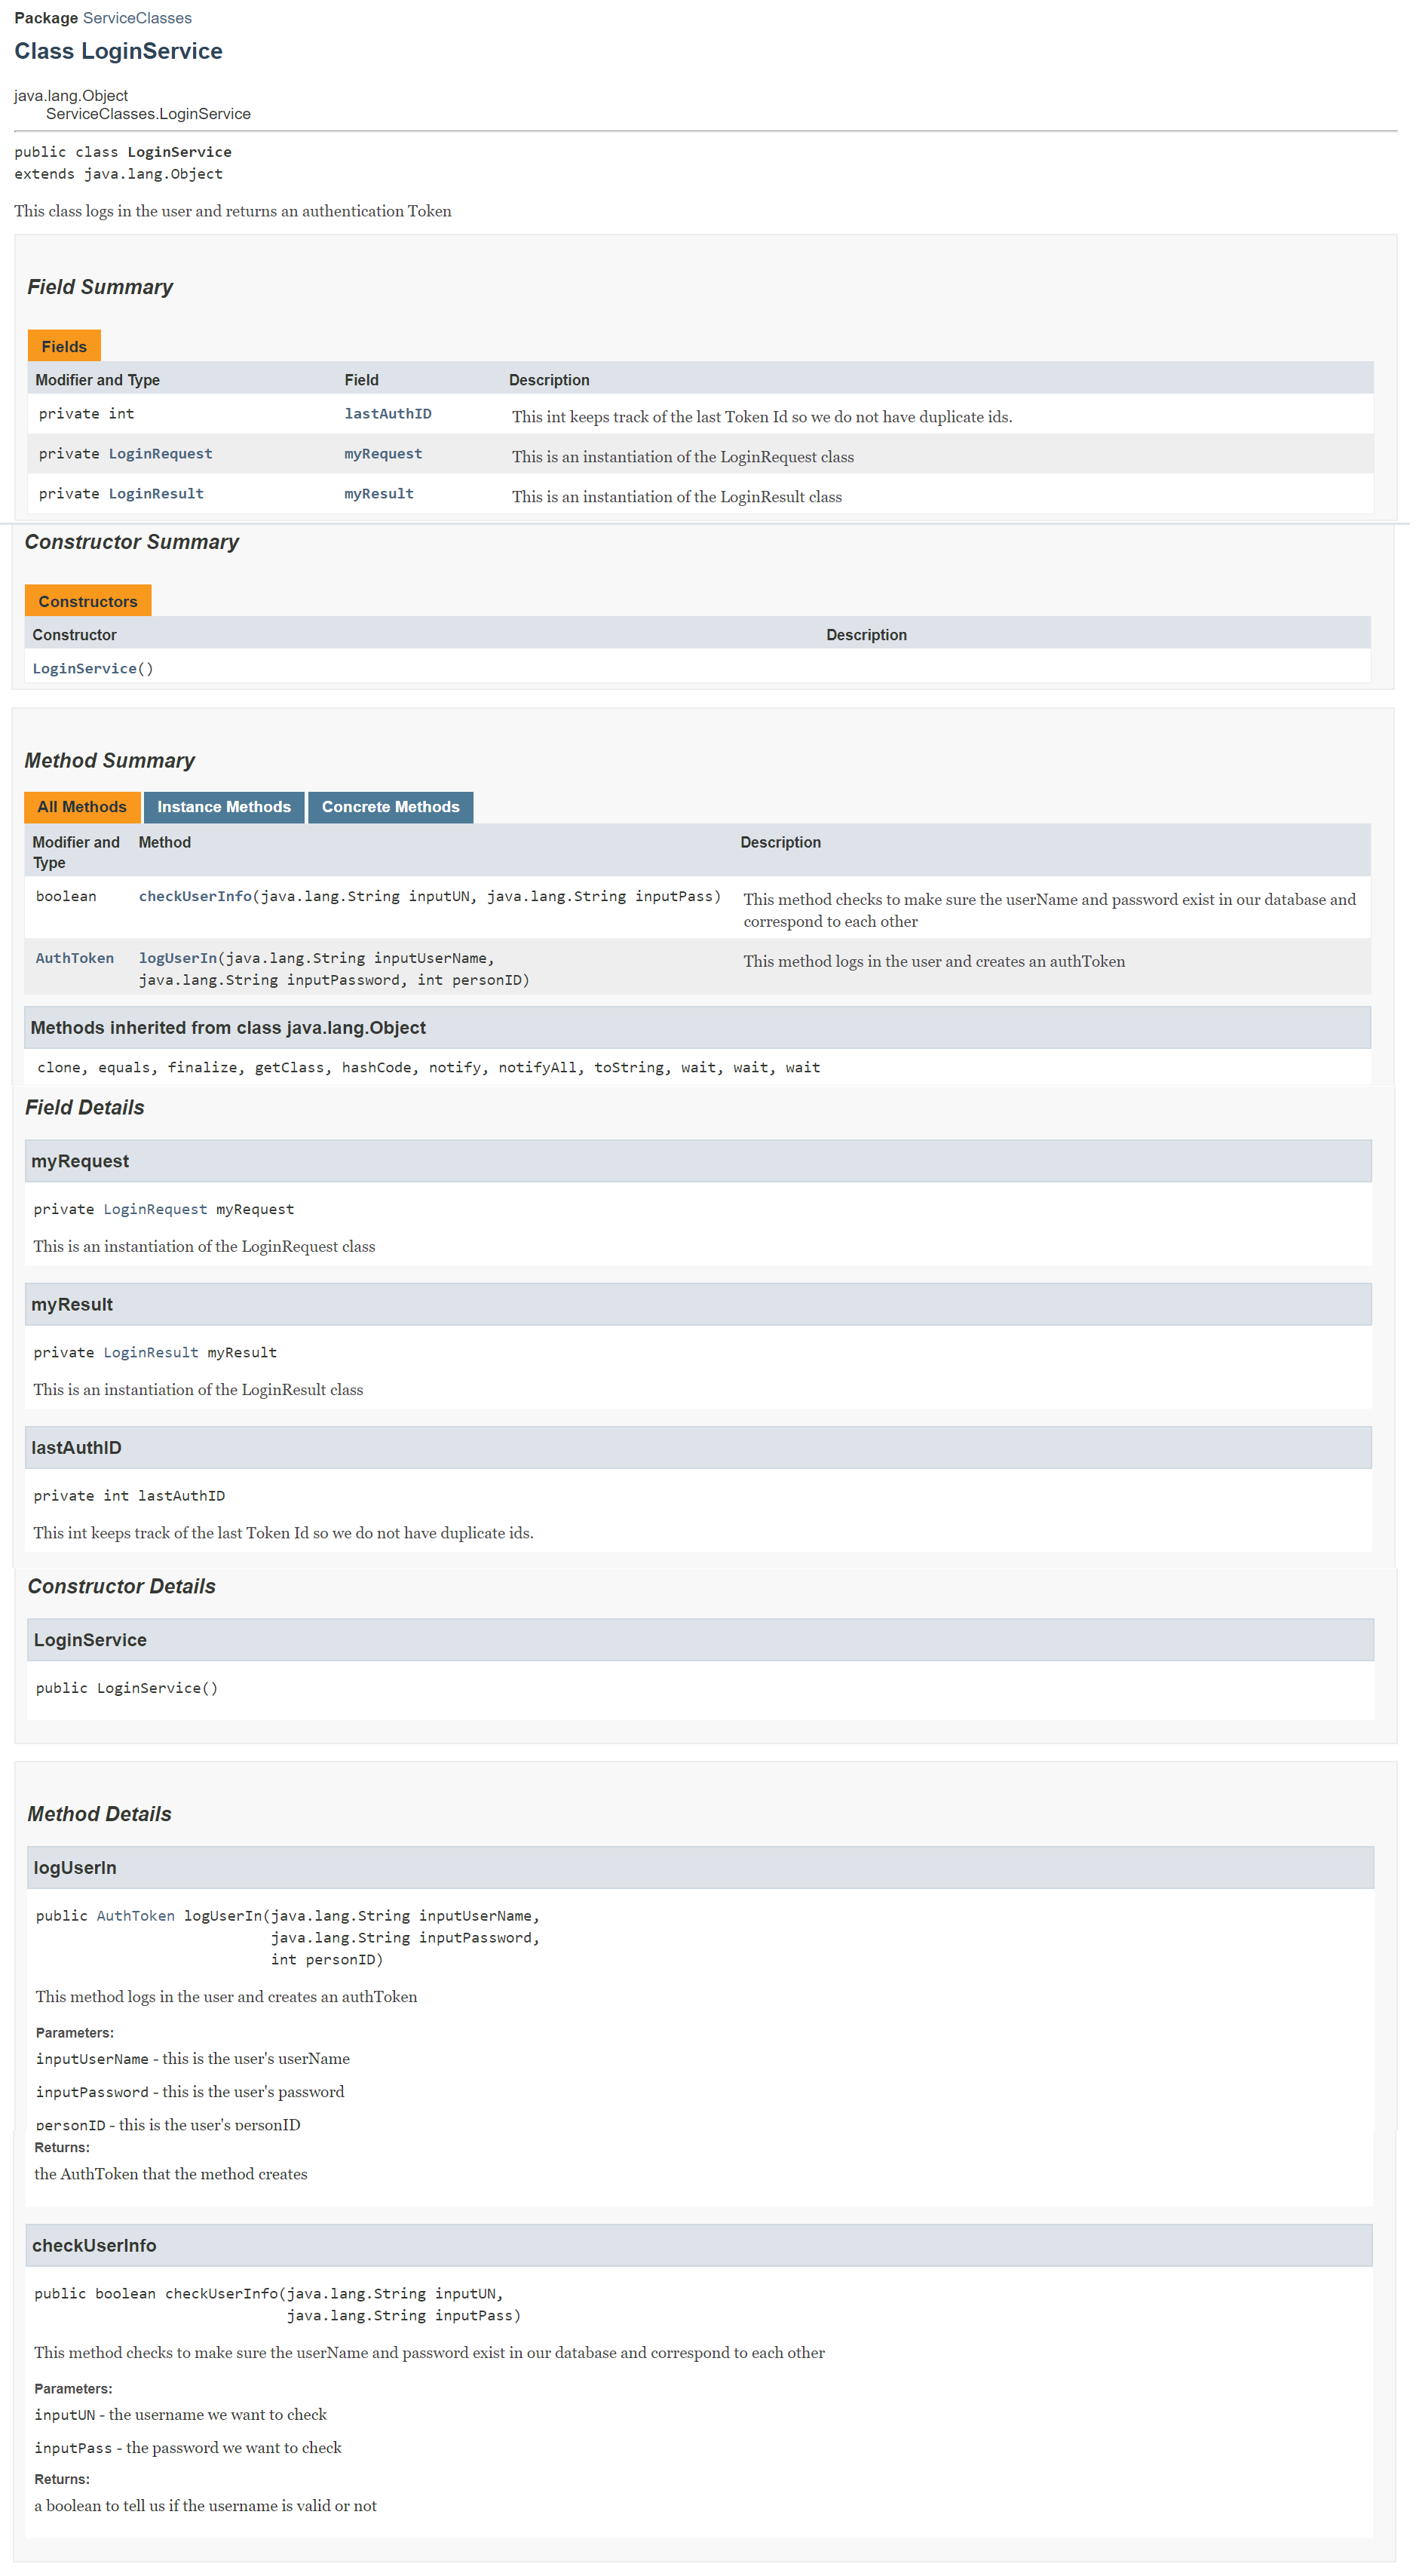 Package ServiceClasses
Class LoginService
java.lang.Object
ServiceClasses.LoginService
public class LoginService
extends java.lang.Object
This class logs in the user and returns an authentication Token
Field Summary
Fields
Modifier and Type Field Description
private int lastAuthID This int keeps track of the last Token Id so we do not have duplicate ids.
private LoginRequest myRequest This is an instantiation of the LoginRequest class
private LoginResult myResult This is an instantiation of the LoginResult class
Constructor Summary
Constructors
Constructor Description
LoginService()
Method Summary
All Methods Instance Methods Concrete Methods
Modifier and Type Method Description
boolean checkUserInfo(java.lang.String inputUN, java.lang.String inputPass) This method checks to make sure the userName and password exist in our database and
correspond to each other
AuthToken logUserIn(java.lang.String inputUserName, This method logs in the user and creates an authToken
java.lang.String inputPassword, int personID)
Methods inherited from class java.lang.Object
clone, equals, finalize, getClass, hashCode, notify, notifyAll, toString, wait, wait, wait
Field Details
myRequest
private LoginRequest myRequest
This is an instantiation of the LoginRequest class
myResult
private LoginResult myResult
This is an instantiation of the LoginResult class
lastAuthID
private int lastAuthID
This int keeps track of the last Token Id so we do not have duplicate ids.
Constructor Details
LoginService
public LoginService()
Method Details
logUserIn
public AuthToken logUserIn(java.lang.String inputUserName,
java.lang.String inputPassword,
int personID)
This method logs in the user and creates an authToken
Parameters:
inputUserName - this is the user's userName
inputPassword - this is the user's password
personID - this is the user's personID
Returns:
the AuthToken that the method creates
checkUserInfo
public boolean checkUserInfo(java.lang.String inputUN,
java.lang.String inputPass)
This method checks to make sure the userName and password exist in our database and correspond to each other
Parameters:
inputUN - the username we want to check
inputPass - the password we want to check
Returns:
a boolean to tell us if the username is valid or not